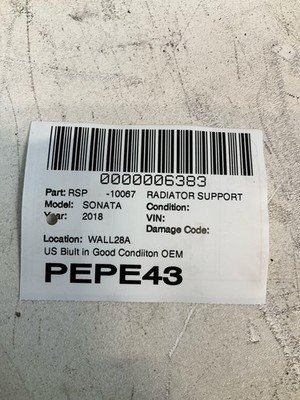 0000006383
Part: RSP -10067 RADIATOR SUPPORT
Model: SONATA Condition:
Year: 2018 VIN:
Damage Code:
Location: WALL28A
US Biult in Good Condiiton OEM
PEPE43